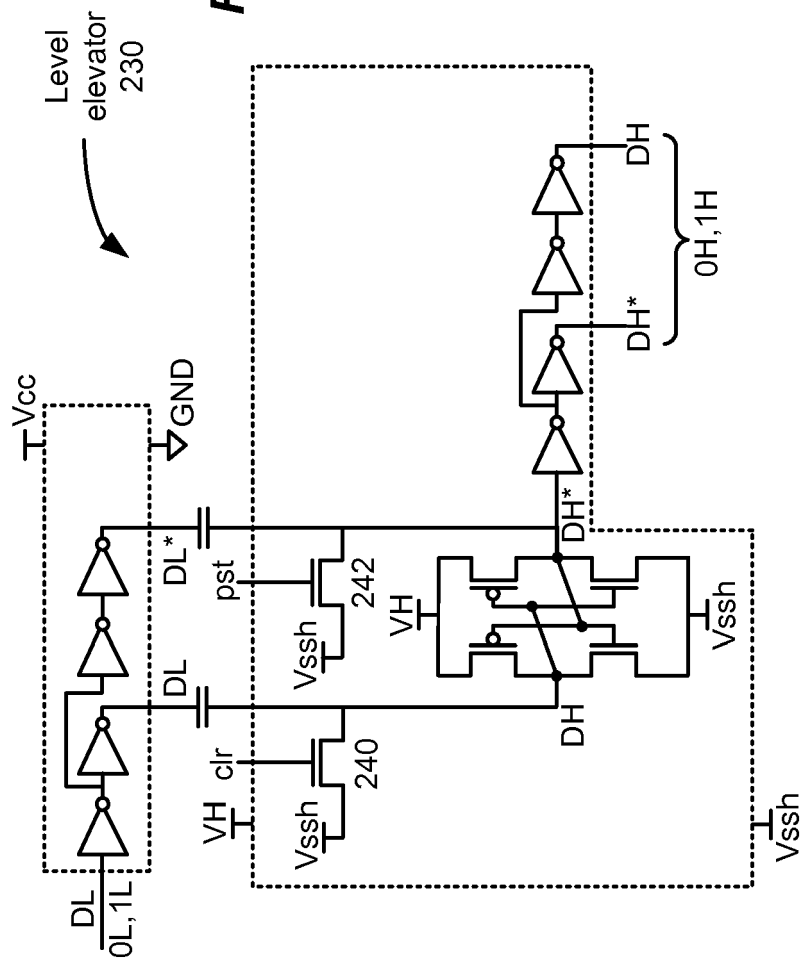 Level
elevator
230
F
Vcc
GND
DL
0L,1L
DL
DL*
clr
pst
VH
Vssh
240
Vssh
242
VH
Vssh
DH
DH*
DH*
DH
0H,1H
Vssh